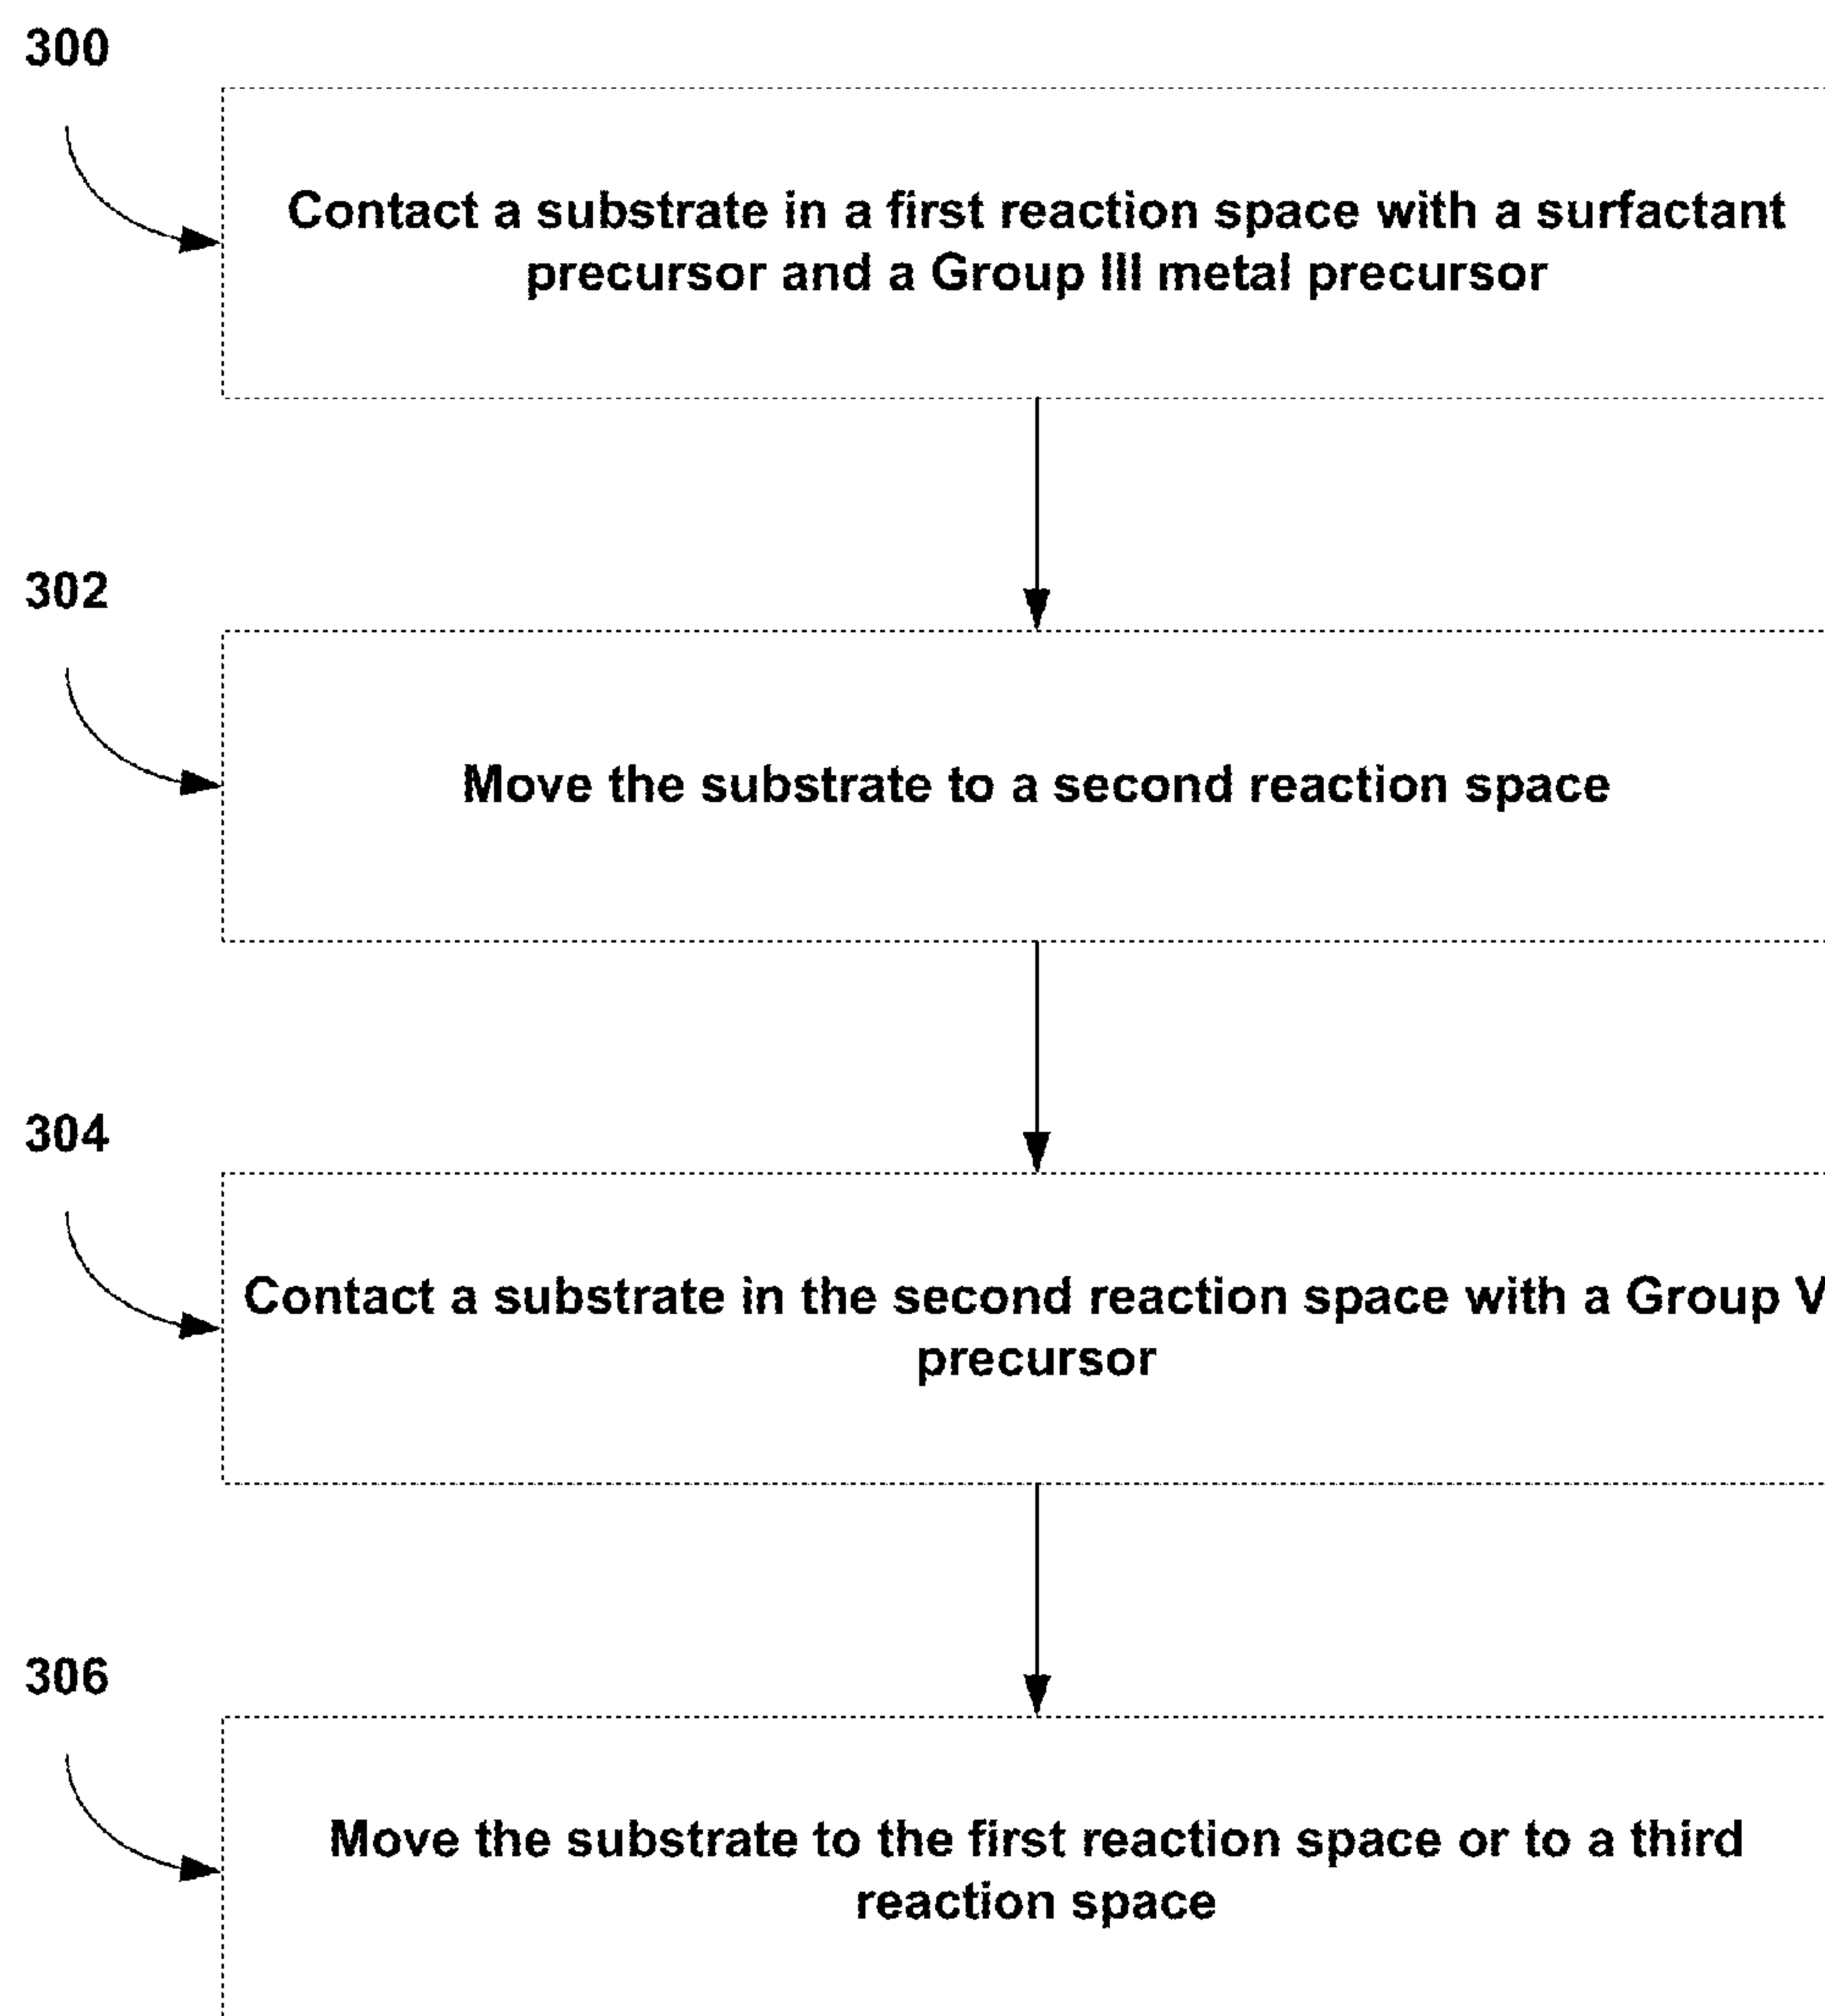 300
Contact a substrate in a first reaction space with a surfactant
precursor and a Group III metal precursor
302
Move the substrate to a second reaction space
304
Contact a substrate in the second reaction space with a Group V
precursor
306
Move the substrate to the first reaction space or to a third
reaction space